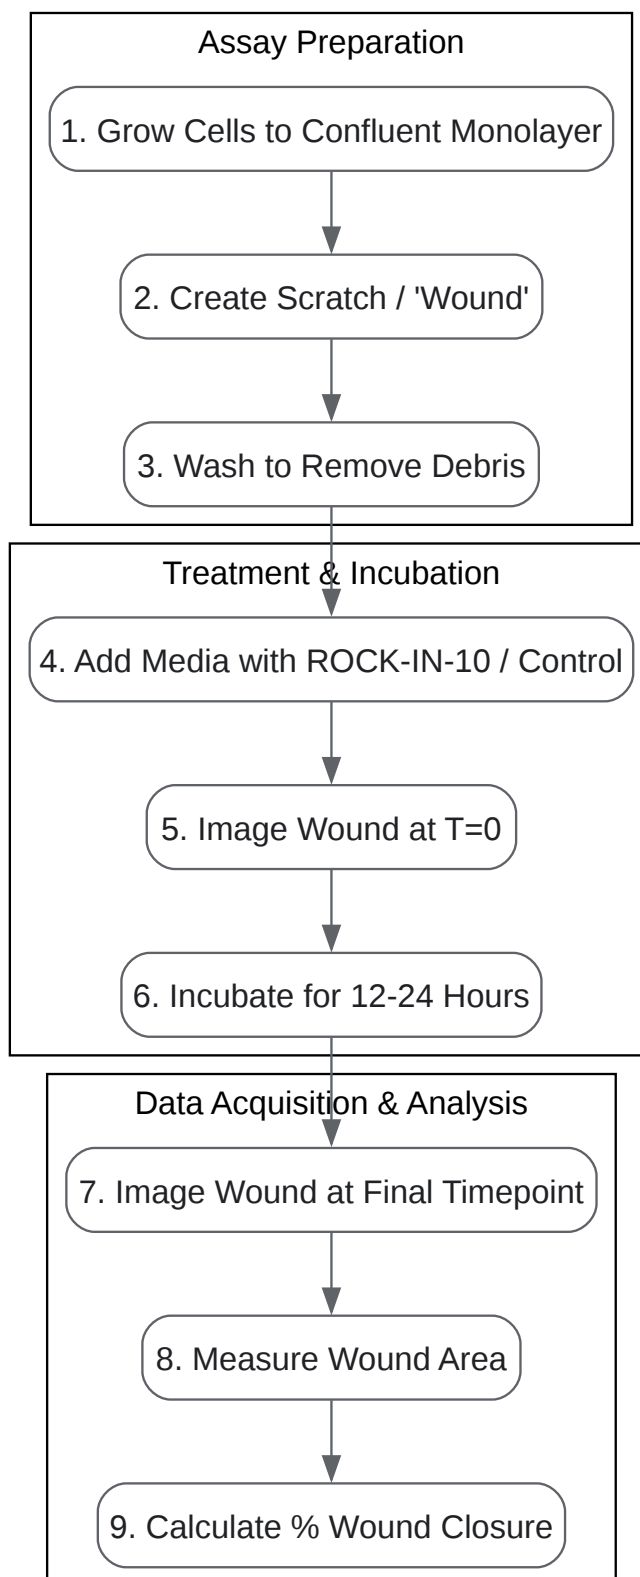 Assay Preparation
1. Grow Cells to Confluent Monolayer
2. Create Scratch / 'Wound'
3. Wash to Remove Debris
Treatment & Incubation
4. Add Media with ROCK-IN-10 / Control
5. Image Wound at T=0
6. Incubate for 12-24 Hours
Data Acquisition & Analysis
7. Image Wound at Final Timepoint
8. Measure Wound Area
9. Calculate % Wound Closure